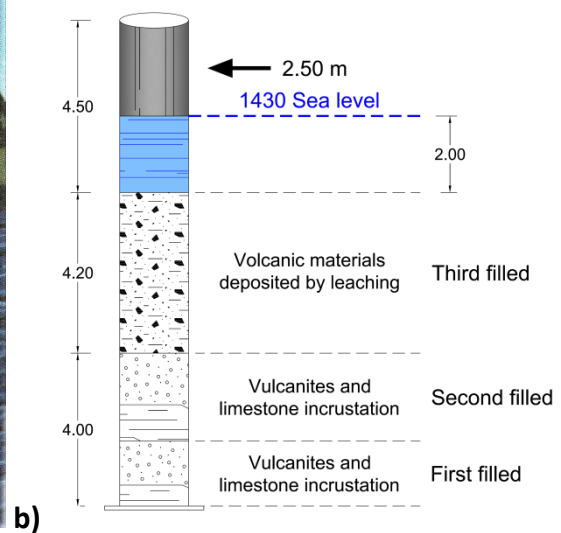 2.50 m
1430 Sea level
4.50
2.00
Volcanic materials
deposited by leaching
Third filled
4.20
Vulcanites and
limestone incrustation
Second filled
4.00
Vulcanites and
limestone incrustation
First filled
b)